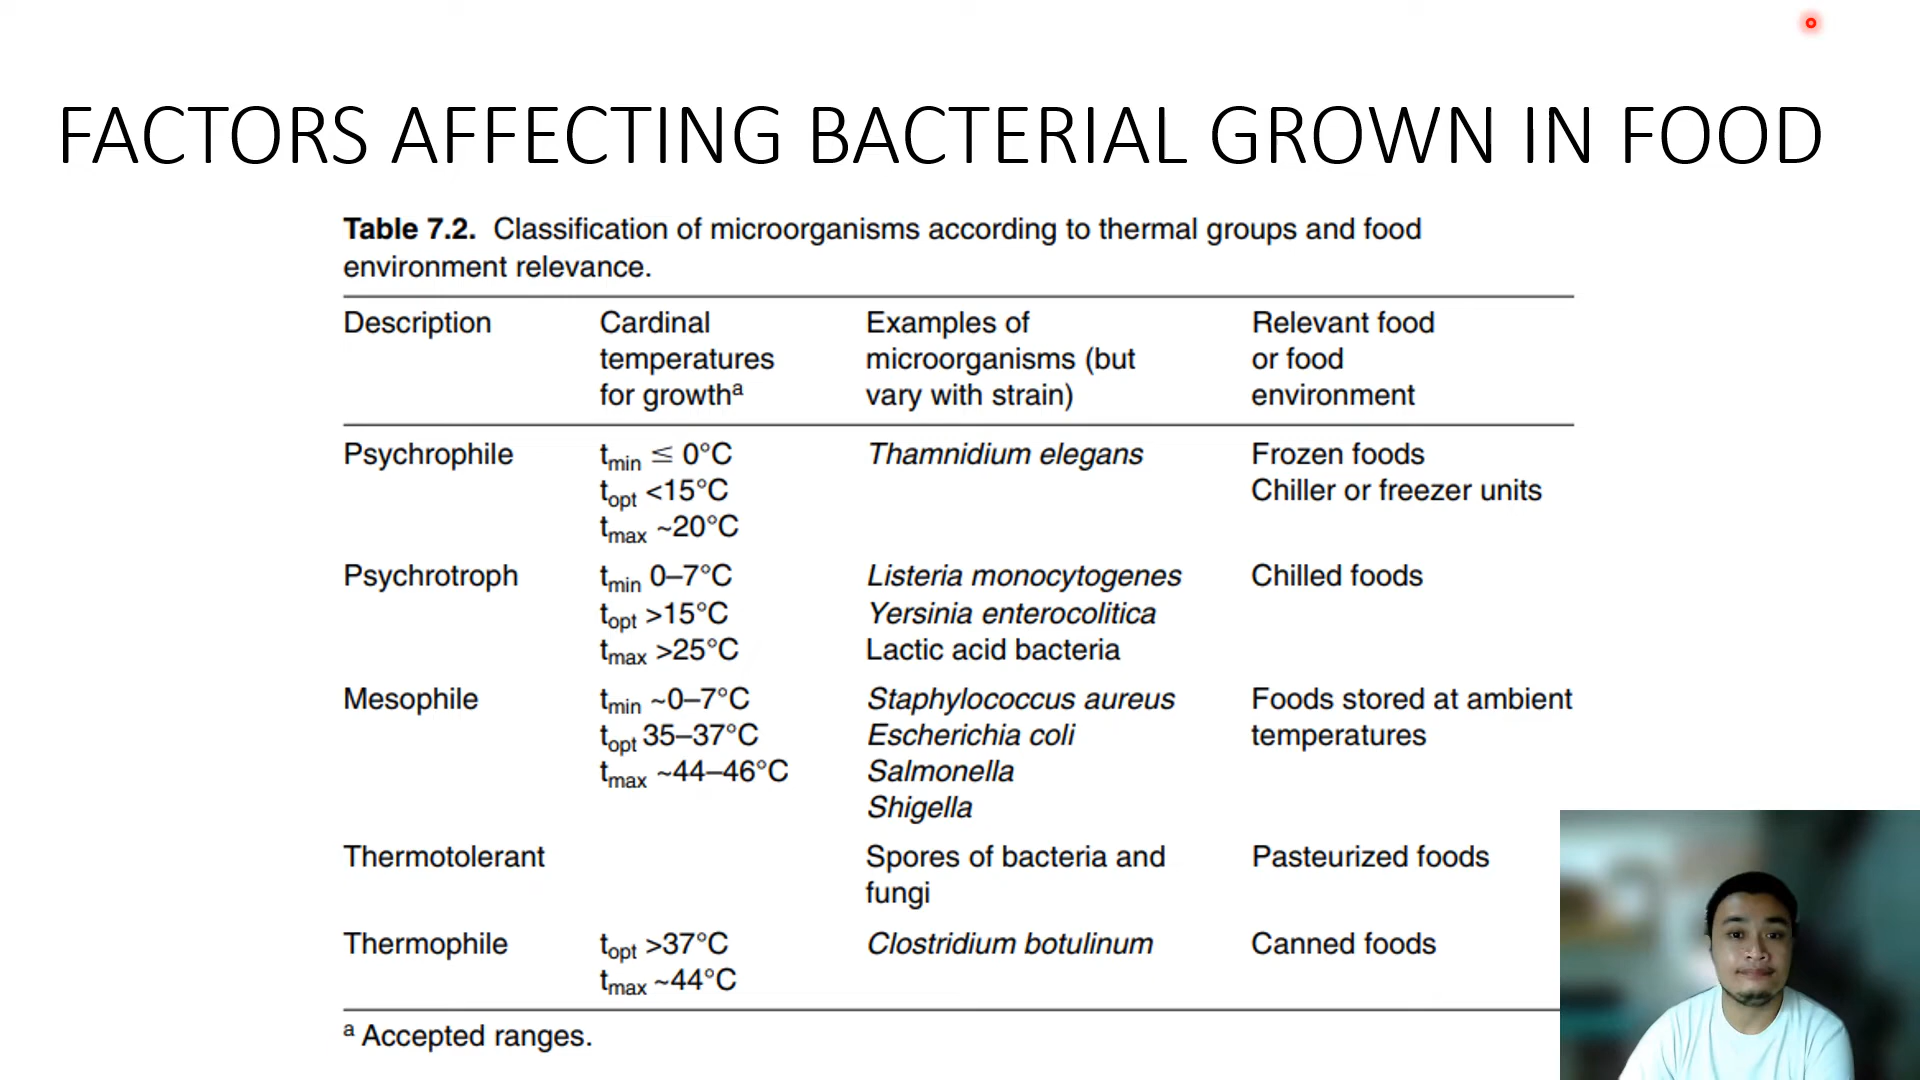 FACTORS AFFECTING BACTERIAL GROWN IN FOOD
Table 7.2. Classification of microorganisms according to thermal groups and food
environment relevance.
Description
Cardinal
temperatures
for growthª
Examples of
microorganisms (but
vary with strain)
Relevant food
or food
environment
Psychrophile
tmin ≤ 0°C
topt <15°C
tmax ~20°C
Thamnidium elegans
Frozen foods
Chiller or freezer units
Psychrotroph
tmin 0–7°C
topt >15°C
tmax >25°C
Listeria monocytogenes
Yersinia enterocolitica
Lactic acid bacteria
Chilled foods
Mesophile
tmin ~0–7°C
topt 35–37°C
tmax ~44–46°C
Staphylococcus aureus
Escherichia coli
Salmonella
Shigella
Foods stored at ambient
temperatures
Thermotolerant
Spores of bacteria and
fungi
Pasteurized foods
Thermophile
topt >37°C
tmax ~44°C
Clostridium botulinum
Canned foods
ª Accepted ranges.